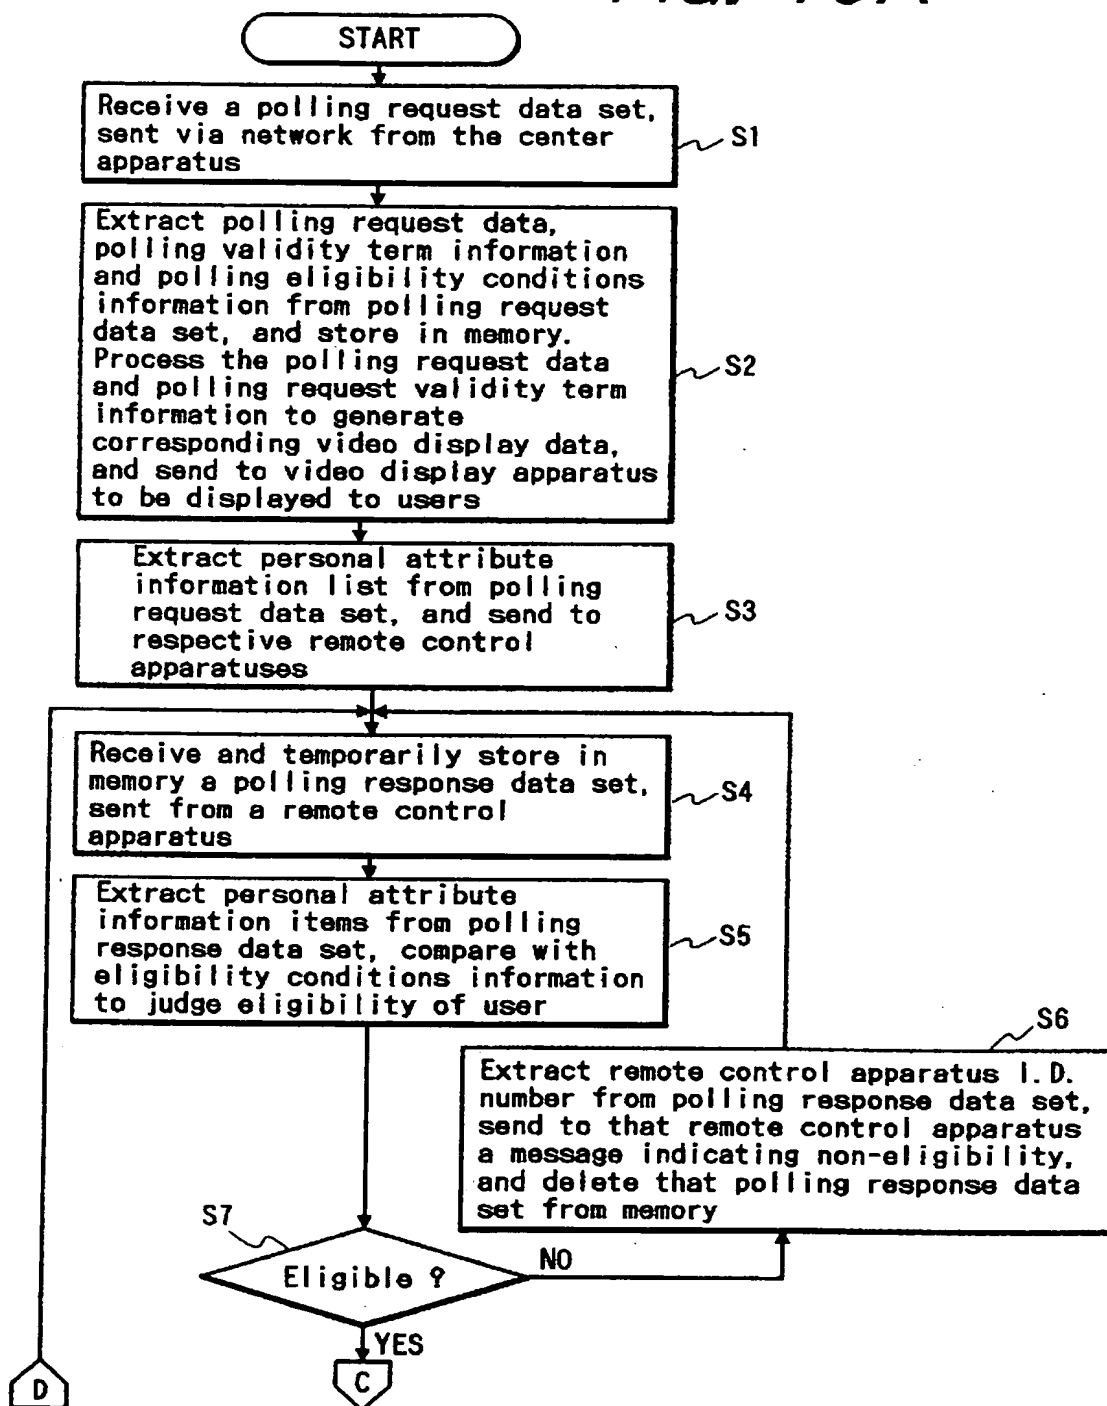 START
Receive a polling request data set,
sent via network from the center
apparatus
S1
Extract polling request data,
polling validity term information
and polling eligibility conditions
information from polling request
data set, and store in memory.
Process the polling request data
and polling request validity term
information to generate
corresponding video display data,
and send to video display apparatus
to be displayed to users
S2
Extract personal attribute
information list from polling
request data set, and send to
respective remote control
apparatuses
S3
Receive and temporarily store in
memory a polling response data set,
sent from a remote control
apparatus
S4
Extract personal attribute
information items from polling
response data set, compare with
eligibility conditions information
to judge eligibility of user
S5
S6
Extract remote control apparatus I.D.
number from polling response data set,
send to that remote control apparatus
a message indicating non-eligibility,
and delete that polling response data
set from memory
S7
Eligible ?
NO
YES
D
C